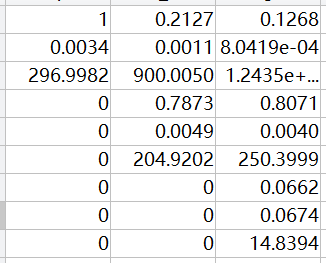 1 0.2127 0.1268
0.0034 0.0011 8.0419e-04
296.9982 900.0050 1.2435e+...
0 0.7873 0.8071
0 0.0049 0.0040
0 204.9202 250.3999
0 0 0.0662
0 0 0.0674
0 0 14.8394